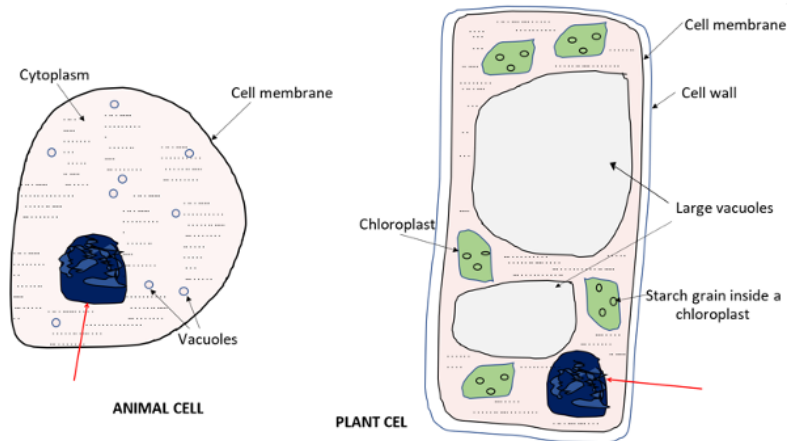 Cytoplasm
Cell membrane
Vacuoles
ANIMAL CELL
Cell membrane
Cell wall
Large vacuoles
Chloroplast
Starch grain inside a
chloroplast
PLANT CEL